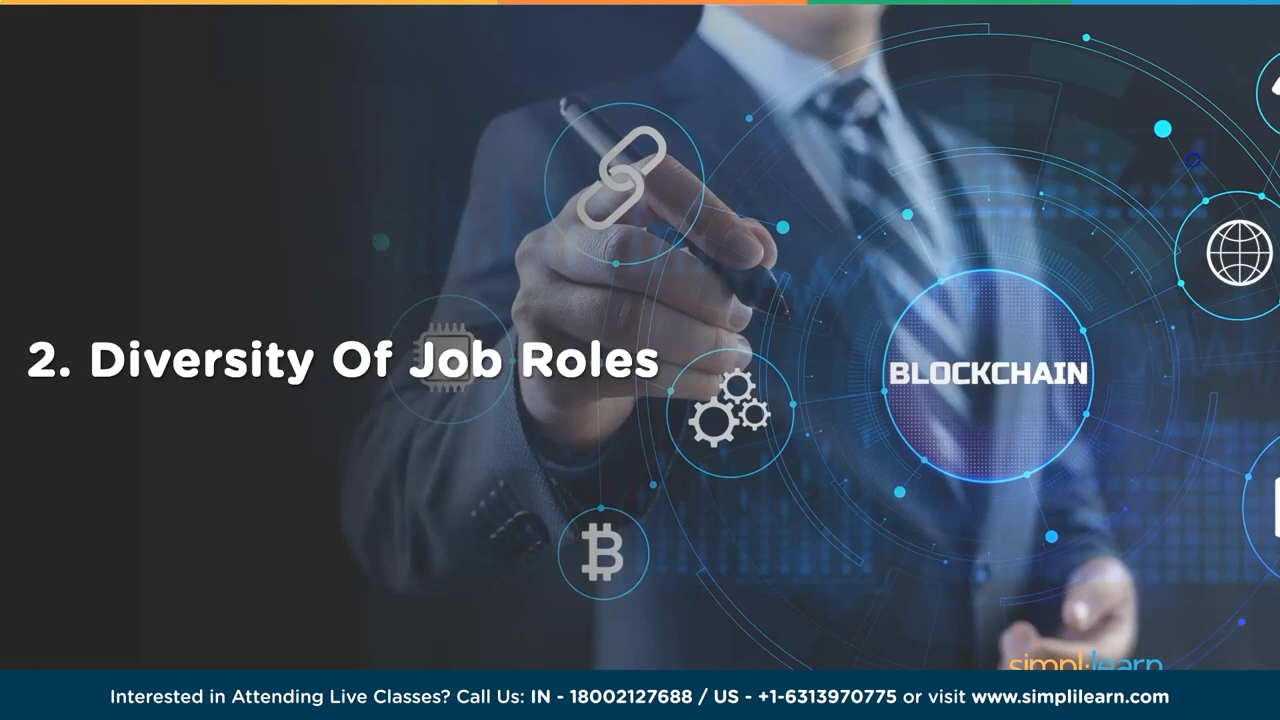 2. Diversity Of Job Roles
BLOCKCHAIN
simplilearn
Interested in Attending Live Classes? Call Us: IN - 18002127688 / US - +1-6313970775 or visit www.simplilearn.com